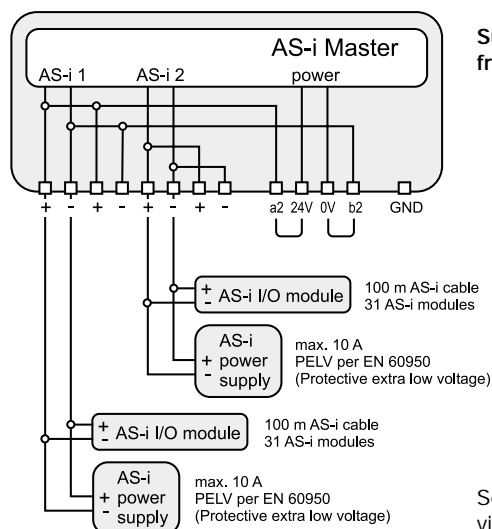 AS-i Master
AS-i 1 AS-i 2 power
+ - + - + - + - a2 24V 0V b2 GND
+
- AS-i I/O module
100 m AS-i cable
31 AS-i modules
AS-i
+ power
- supply
max. 10 A
PELV per EN 60950
(Protective extra low voltage)
+
- AS-i I/O module
100 m AS-i cable
31 AS-i modules
AS-i
+ power
- supply
max. 10 A
PELV per EN 60950
(Protective extra low voltage)